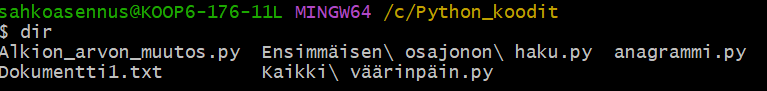 sahkoasennus@KOOP6-176-11L MINGW64 /c/Python_koodit
$ dir
Alkion_arvon_muutos.py  Ensimmäisen\ osajonon\ haku.py  anagrammi.py
Dokumentti1.txt         Kaikki\ väärinpäin.py